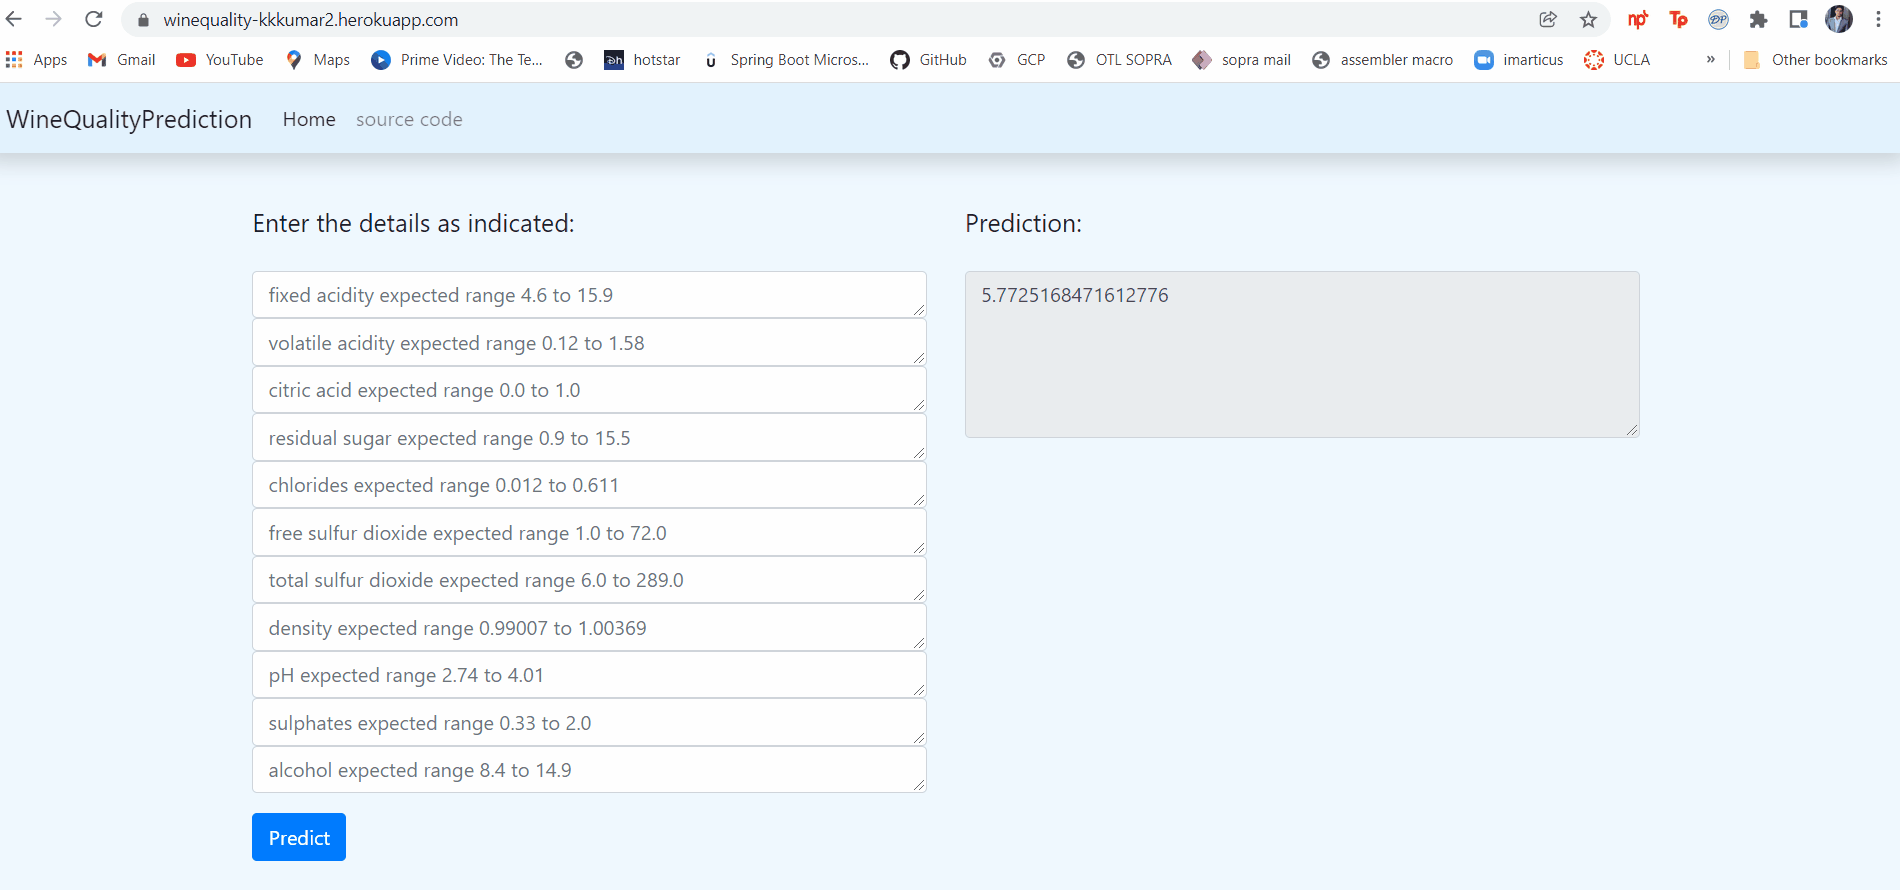 winequality-kkkumar2.herokuapp.com
Apps Gmail YouTube Maps Prime Video: The Te... hotstar Spring Boot Micros... GitHub GCP OTL SOPRA sopra mail assembler macro imarticus UCLA » Other bookmarks
WineQualityPrediction Home source code
Enter the details as indicated:
fixed acidity expected range 4.6 to 15.9
volatile acidity expected range 0.12 to 1.58
citric acid expected range 0.0 to 1.0
residual sugar expected range 0.9 to 15.5
chlorides expected range 0.012 to 0.611
free sulfur dioxide expected range 1.0 to 72.0
total sulfur dioxide expected range 6.0 to 289.0
density expected range 0.99007 to 1.00369
pH expected range 2.74 to 4.01
sulphates expected range 0.33 to 2.0
alcohol expected range 8.4 to 14.9
Predict
Prediction:
5.7725168471612776